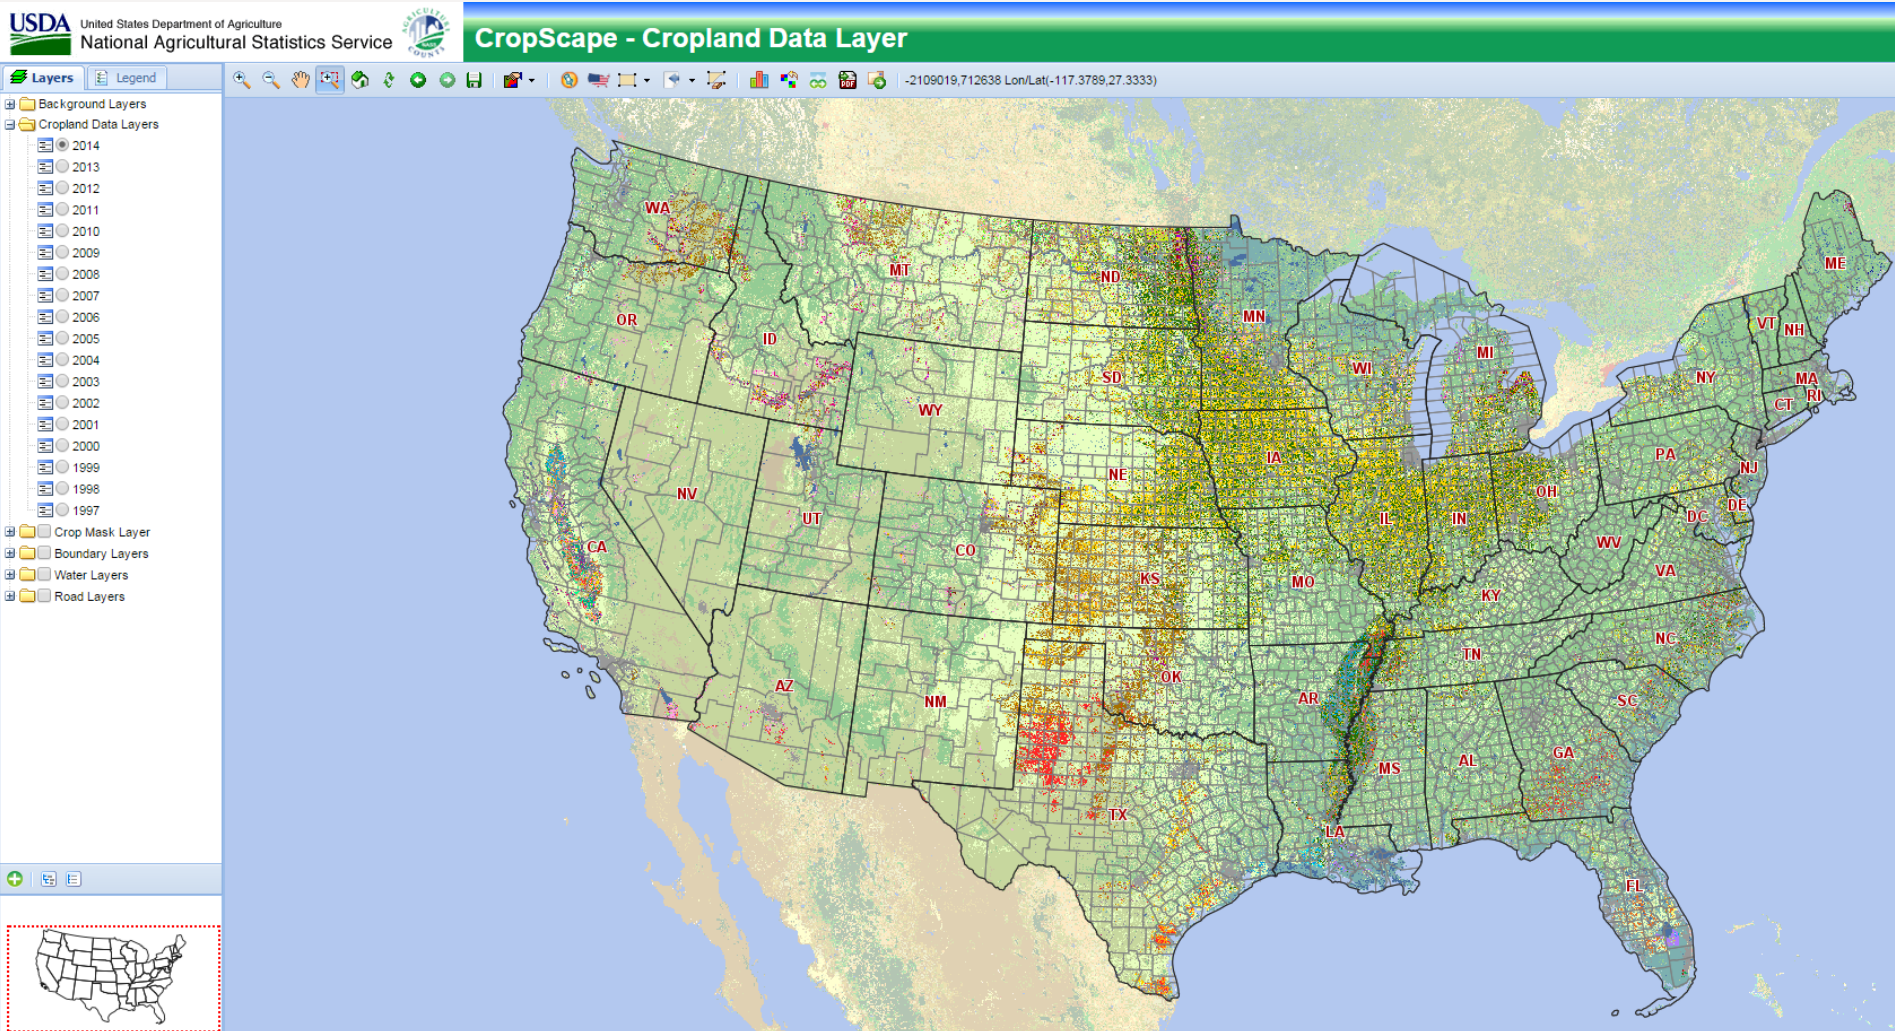 USDA
United States Department of Agriculture
National Agricultural Statistics Service
AGRICULTURE
NASS
COUNTS
CropScape - Cropland Data Layer
Layers
Legend
-2109019,712638 Lon/Lat(-117.3789,27.3333)
PDF
Background Layers
Cropland Data Layers
2014
2013
2012
2011
2010
2009
2008
2007
2006
2005
2004
2003
2002
2001
2000
1999
1998
1997
Crop Mask Layer
Boundary Layers
Water Layers
Road Layers
WA
MT
ND
MN
ME
OR
ID
SD
WI
MI
VT
NH
NY
MA
RI
CT
WY
NE
IA
PA
NJ
NV
UT
CO
IL
IN
OH
DE
DC
WV
CA
KS
MO
KY
VA
AZ
NM
OK
AR
TN
NC
SC
TX
LA
MS
AL
GA
FL